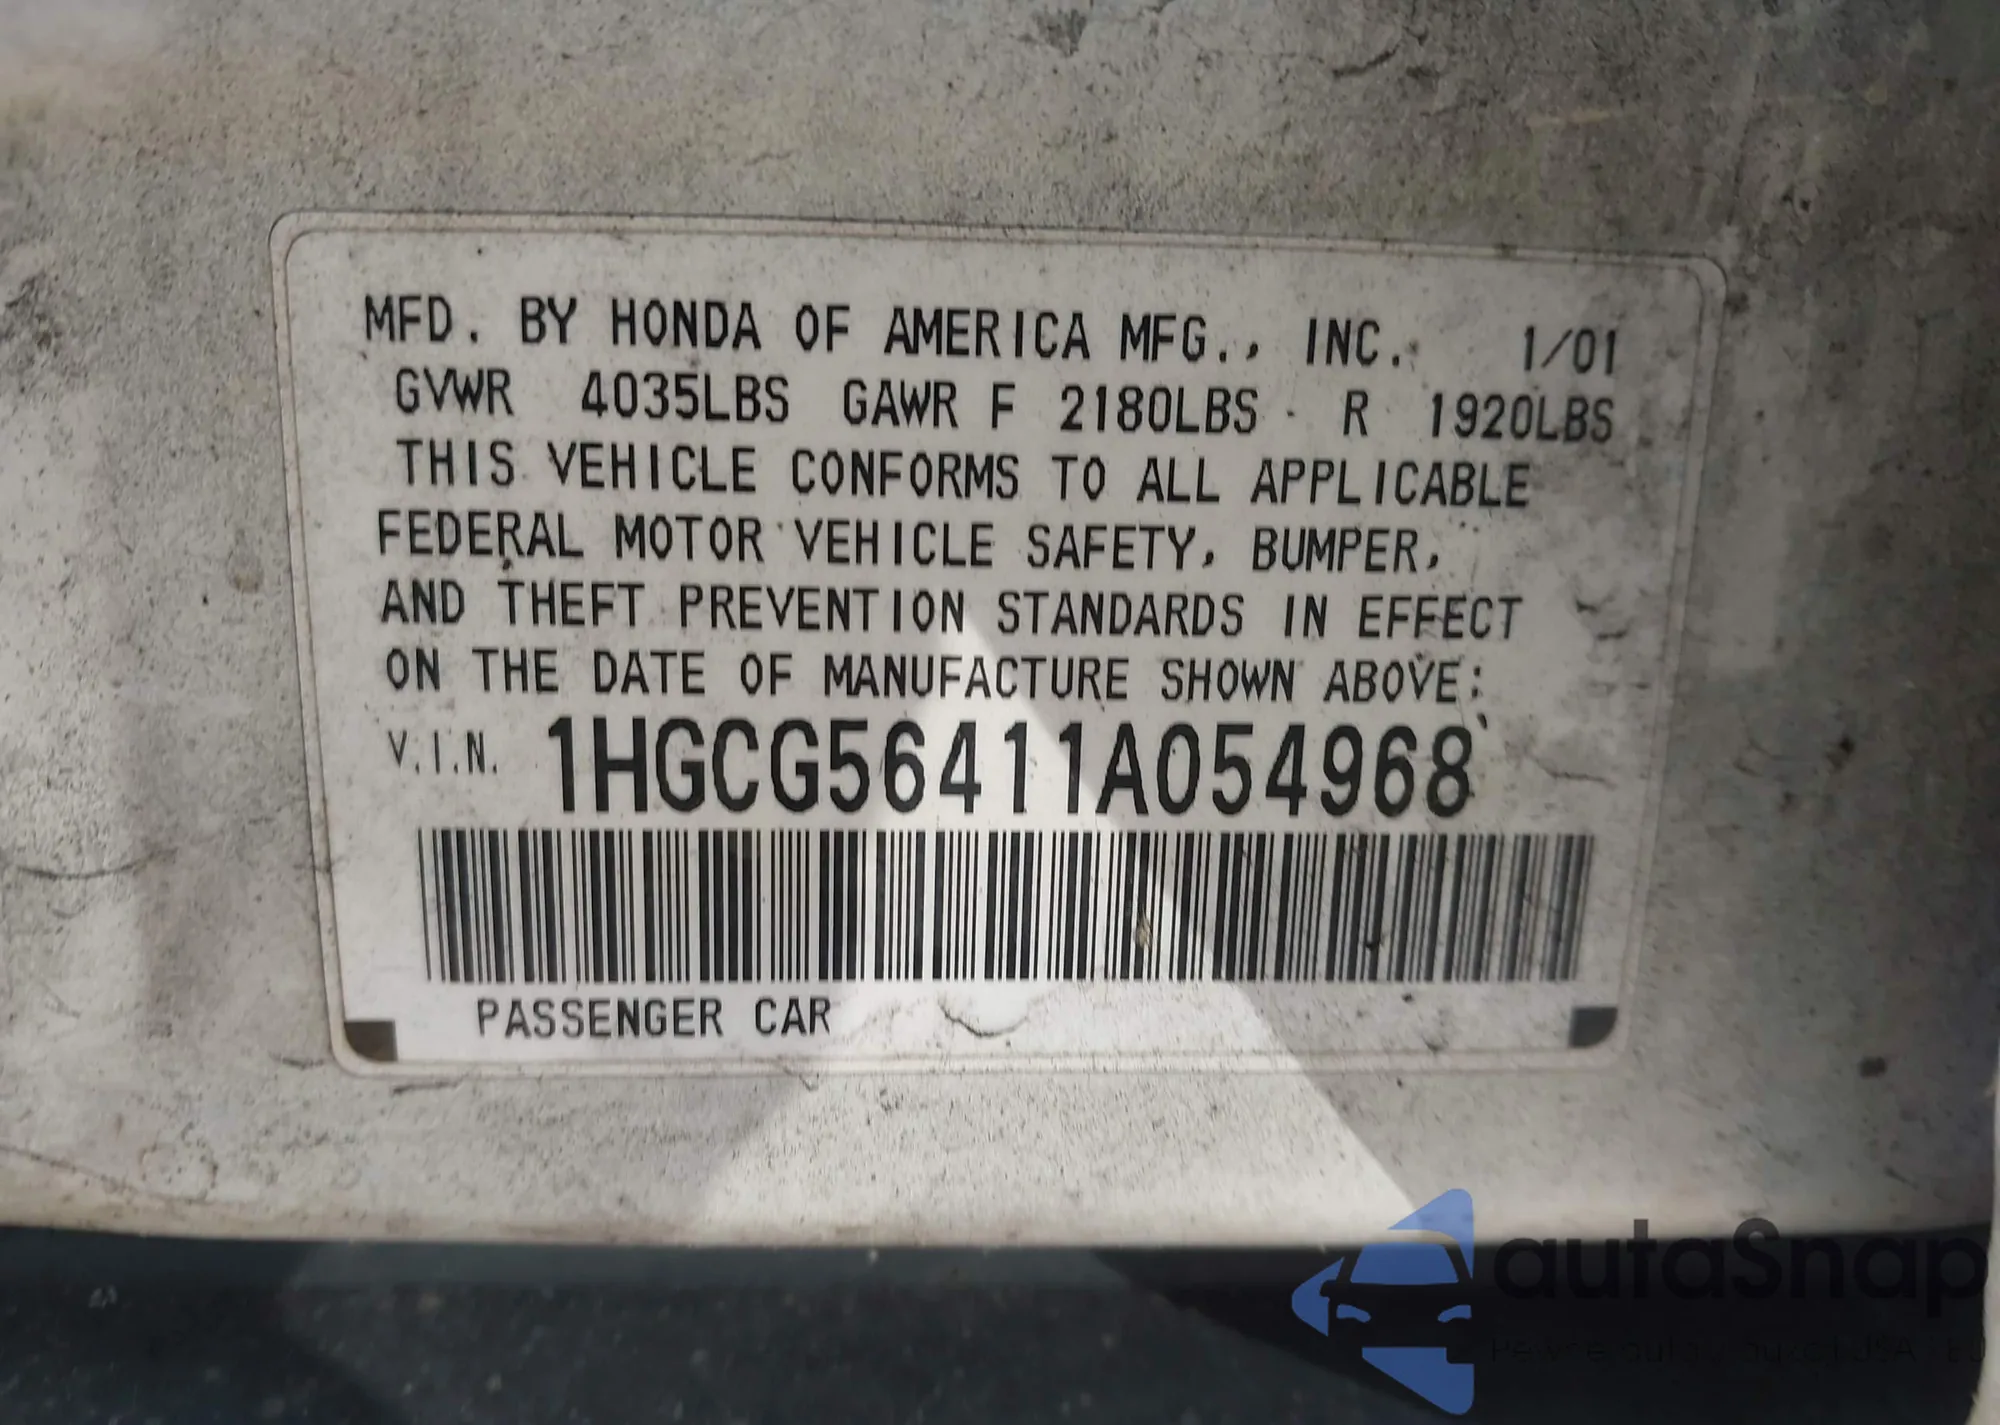 MFD. BY HONDA OF AMERICA MFG., INC. 1/01
GVWR 4035LBS GAWR F 2180LBS R 1920LBS
THIS VEHICLE CONFORMS TO ALL APPLICABLE
FEDERAL MOTOR VEHICLE SAFETY, BUMPER,
AND THEFT PREVENTION STANDARDS IN EFFECT
ON THE DATE OF MANUFACTURE SHOWN ABOVE:
V.I.N. 1HGCG56411A054968
PASSENGER CAR
autaSnap